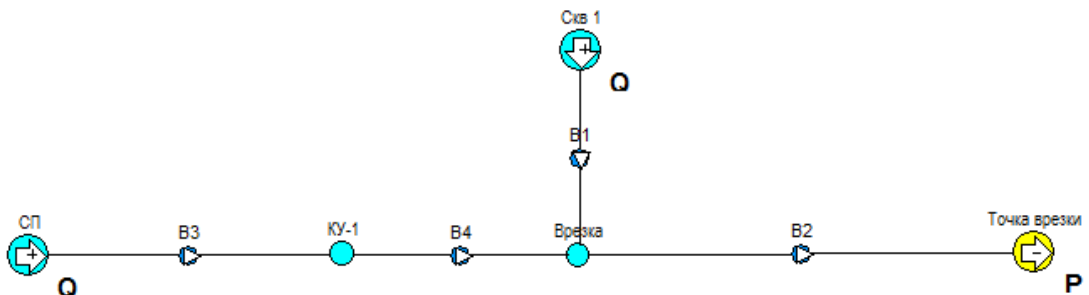 Скв 1
Q
В1
СП
В3
КУ-1
В4
Врезка
В2
Точка врезки
Q
P